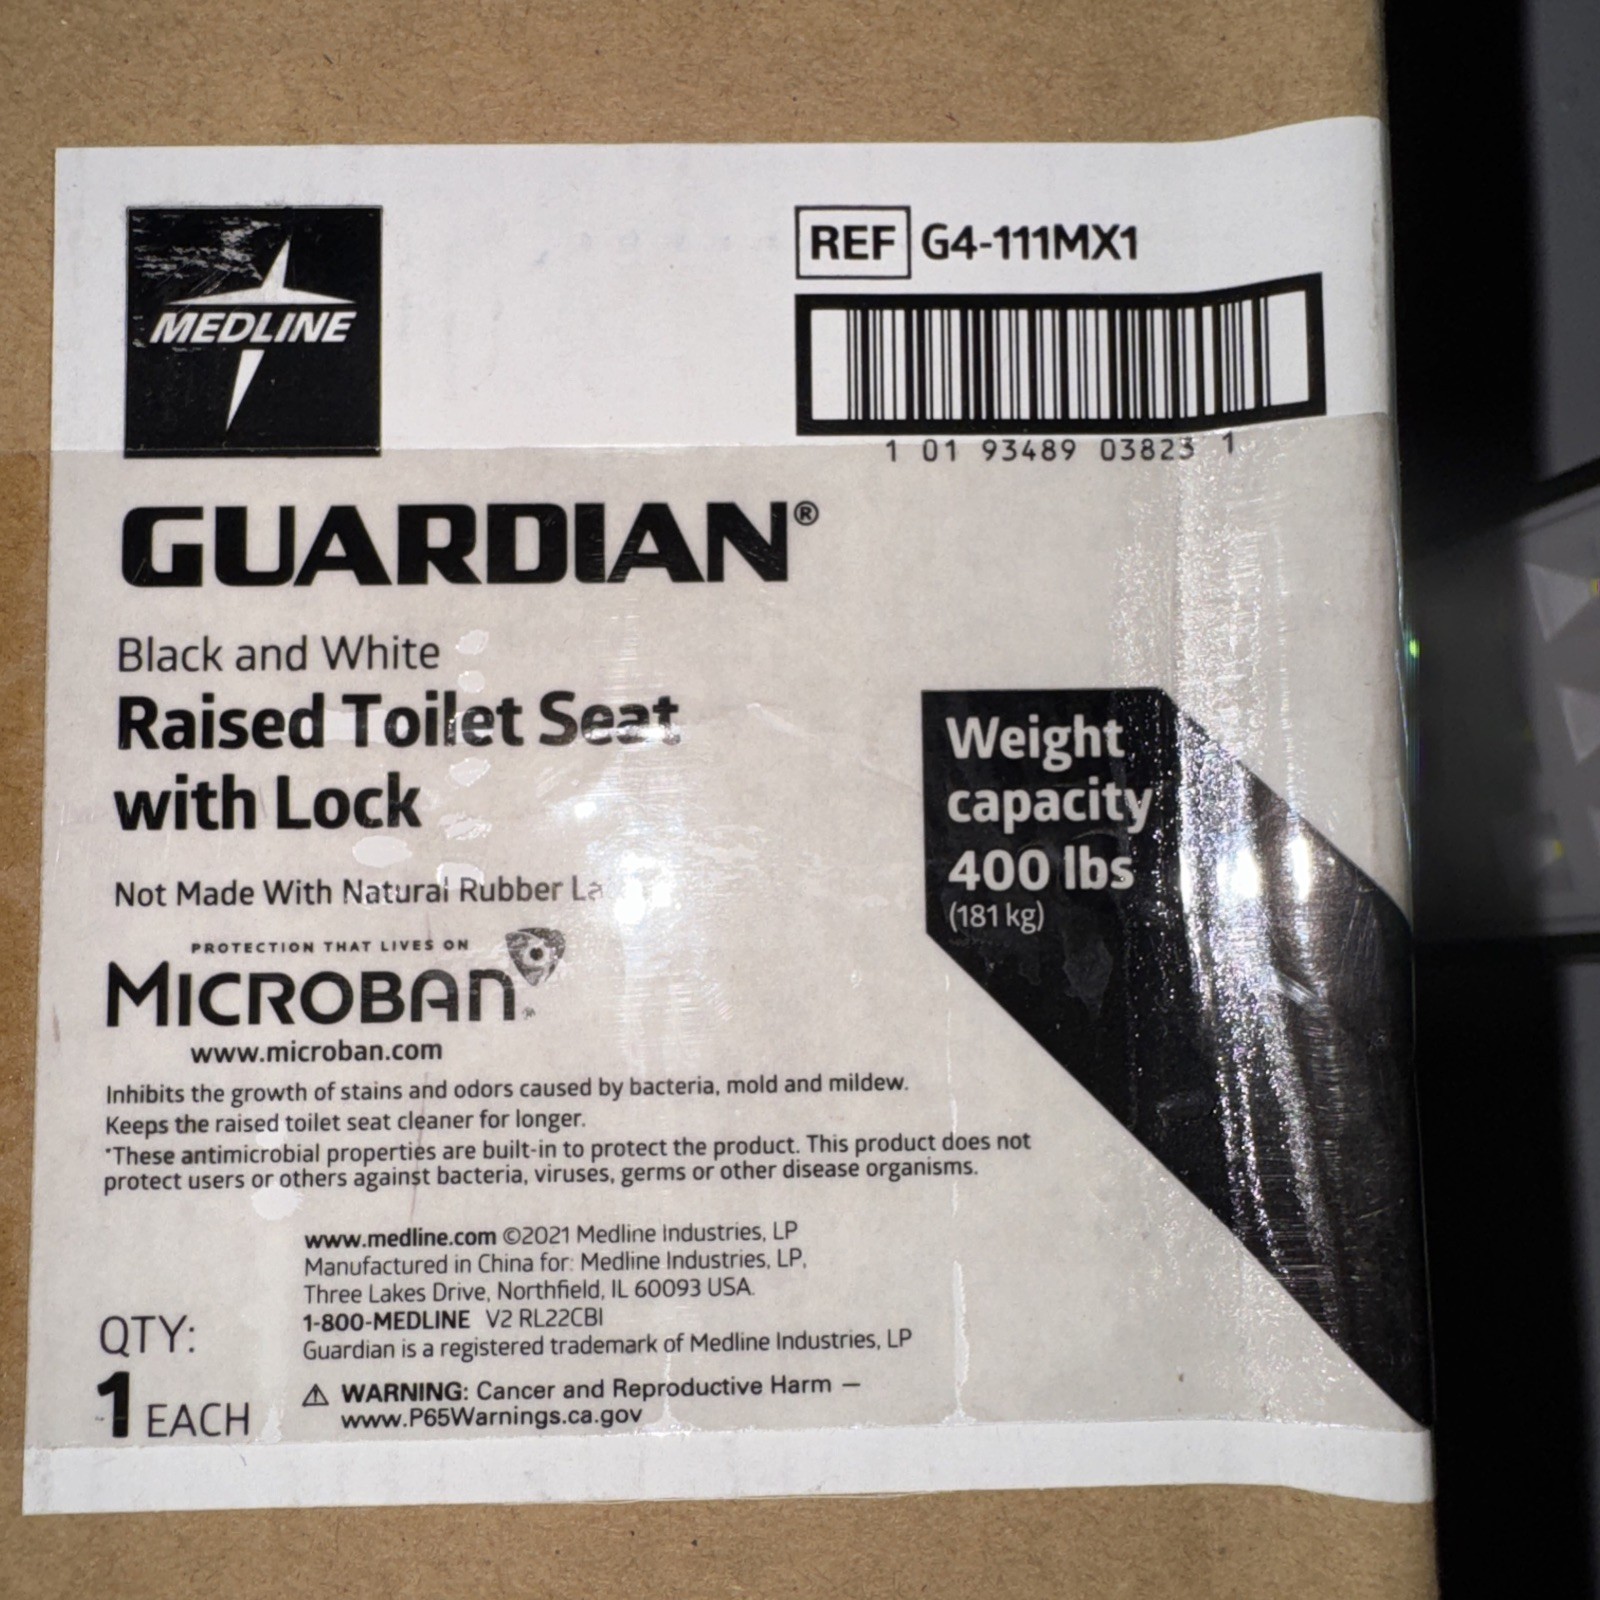 MEDLINE
REF G4-111MX1
1 01 93489 03823 1
GUARDIAN®
Black and White
Raised Toilet Seat
with Lock
Weight
capacity
400 lbs
(181 kg)
Not Made With Natural Rubber
PROTECTION THAT LIVES ON
MICROBAN
www.microban.com
Inhibits the growth of stains and odors caused by bacteria, mold and mildew.
Keeps the raised toilet seat cleaner for longer.
*These antimicrobial properties are built-in to protect the product. This product does not
protect users or others against bacteria, viruses, germs or other disease organisms.
www.medline.com ©2021 Medline Industries, LP
Manufactured in China for: Medline Industries, LP,
Three Lakes Drive, Northfield, IL 60093 USA.
1-800-MEDLINE V2 RL22CBI
Guardian is a registered trademark of Medline Industries, LP
QTY:
1 EACH
⚠ WARNING: Cancer and Reproductive Harm —
www.P65Warnings.ca.gov